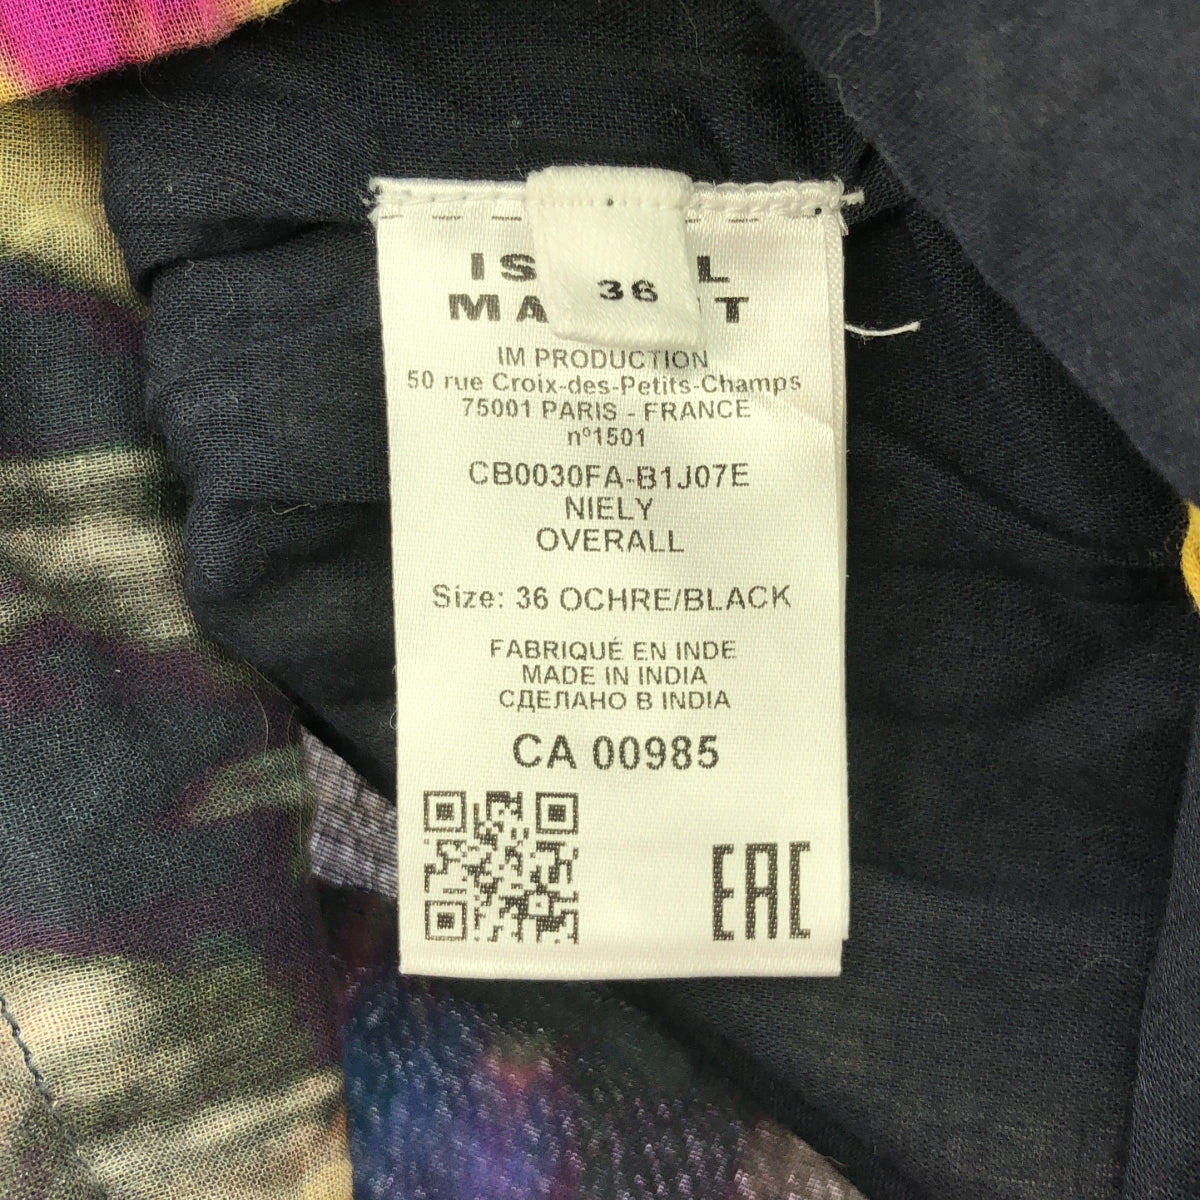 36
IS L
MA T
IM PRODUCTION
50 rue Croix-des-Petits-Champs
75001 PARIS - FRANCE
nº1501
CB0030FA-B1J07E
NIELY
OVERALL
Size: 36 OCHRE/BLACK
FABRIQUÉ EN INDE
MADE IN INDIA
СДЕЛАНО В INDIA
CA 00985
EAC